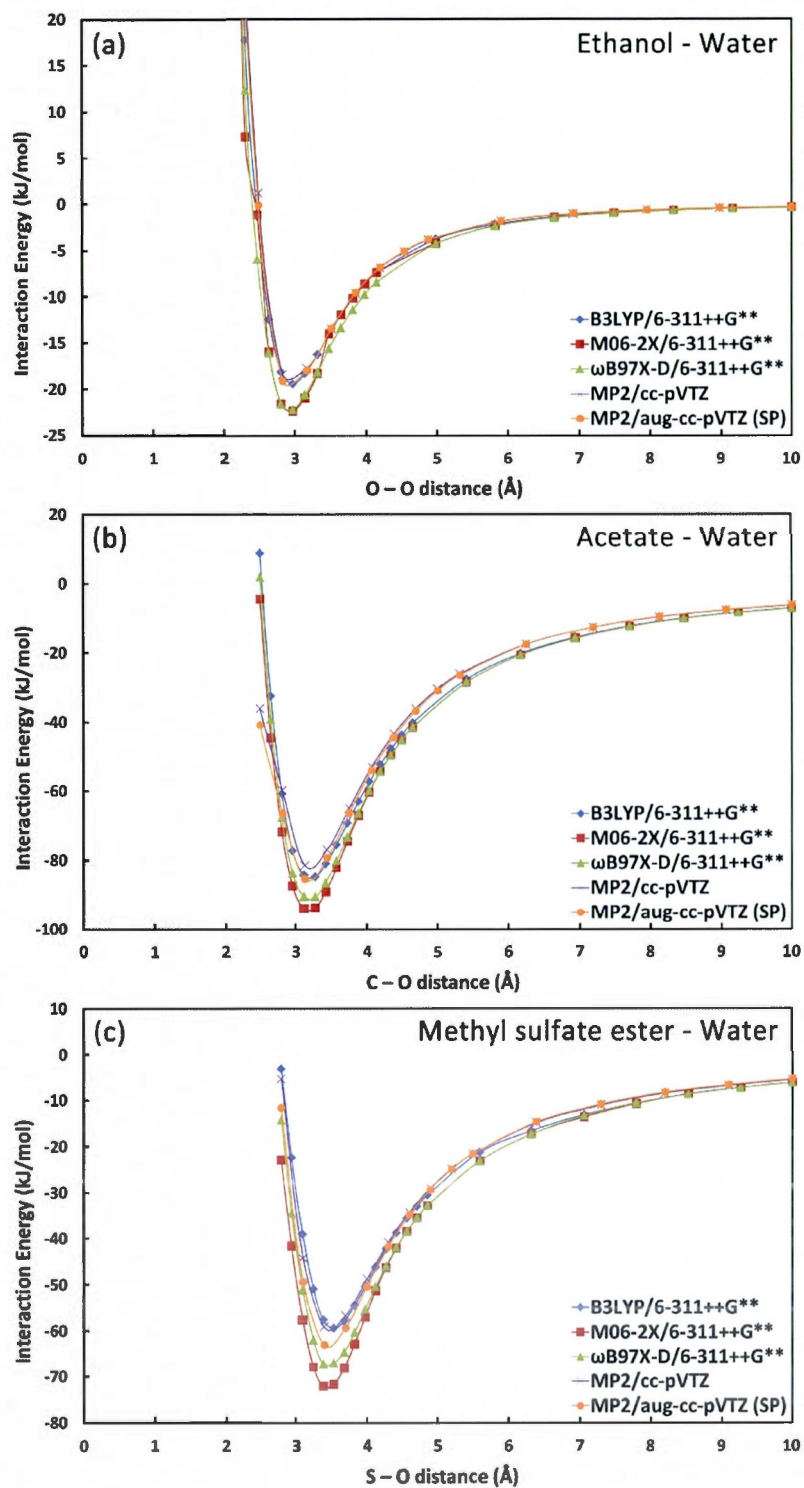 (a)
Ethanol - Water
20
15
10
5
0
-5
-10
-15
-20
-25
Interaction Energy (kJ/mol)
B3LYP/6-311++G**
M06-2X/6-311++G**
ωB97X-D/6-311++G**
MP2/cc-pVTZ
MP2/aug-cc-pVTZ (SP)
0 1 2 3 4 5 6 7 8 9 10
O – O distance (Å)
(b)
Acetate - Water
20
0
-20
-40
-60
-80
-100
Interaction Energy (kJ/mol)
B3LYP/6-311++G**
M06-2X/6-311++G**
ωB97X-D/6-311++G**
MP2/cc-pVTZ
MP2/aug-cc-pVTZ (SP)
0 1 2 3 4 5 6 7 8 9 10
C – O distance (Å)
(c)
Methyl sulfate ester - Water
10
0
-10
-20
-30
-40
-50
-60
-70
-80
Interaction Energy (kJ/mol)
B3LYP/6-311++G**
M06-2X/6-311++G**
ωB97X-D/6-311++G**
MP2/cc-pVTZ
MP2/aug-cc-pVTZ (SP)
0 1 2 3 4 5 6 7 8 9 10
S – O distance (Å)